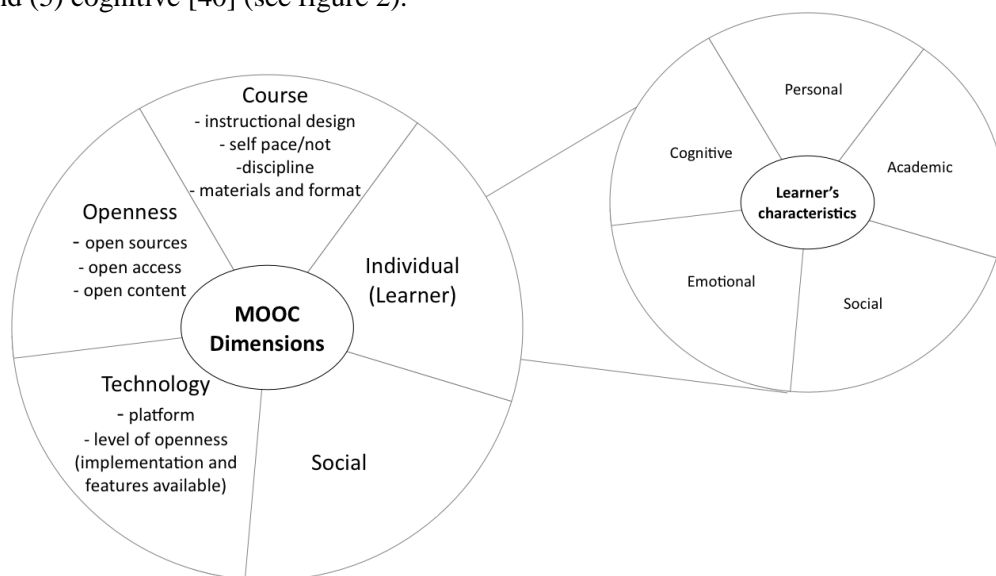 nd (5) cognitive [40] (see figure 2).
Course
- instructional design
- self pace/not
-discipline
- materials and format
Openness
- open sources
- open access
- open content
Individual
(Learner)
MOOC
Dimensions
Technology
- platform
- level of openness
(implementation and
features available)
Social
Personal
Cognitive
Academic
Learner's
characteristics
Emotional
Social